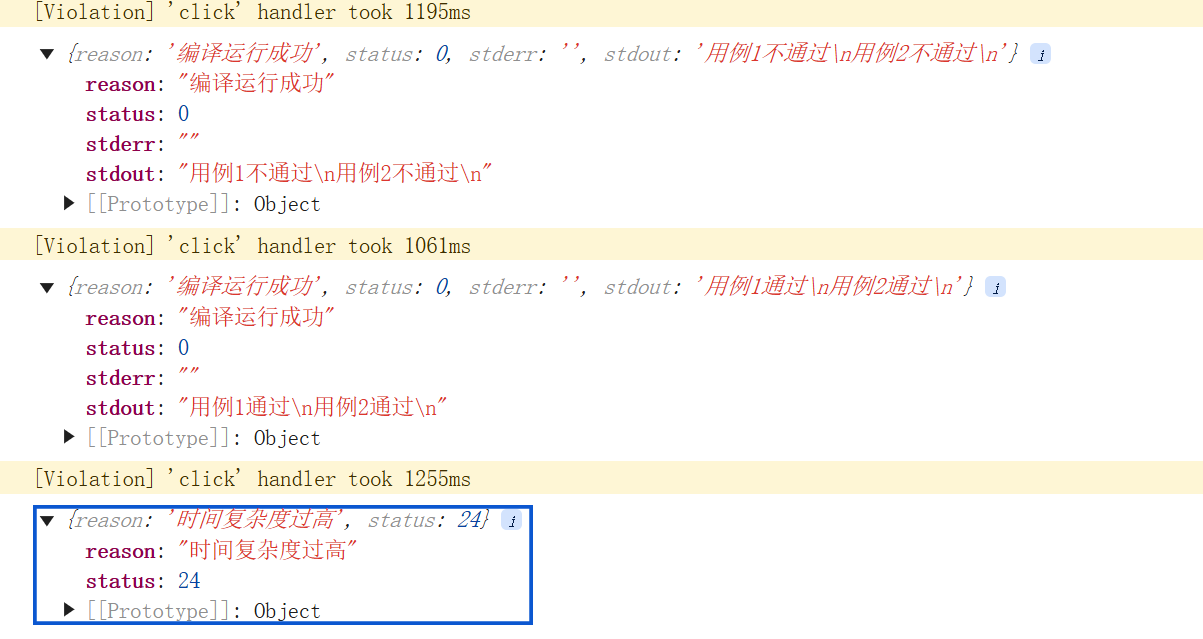 [Violation] 'click' handler took 1195ms
▼ {reason: '编译运行成功', status: 0, stderr: '', stdout: '用例1不通过\n用例2不通过\n'} i
reason: "编译运行成功"
status: 0
stderr: ""
stdout: "用例1不通过\n用例2不通过\n"
▶ [[Prototype]]: Object
[Violation] 'click' handler took 1061ms
▼ {reason: '编译运行成功', status: 0, stderr: '', stdout: '用例1通过\n用例2通过\n'} i
reason: "编译运行成功"
status: 0
stderr: ""
stdout: "用例1通过\n用例2通过\n"
▶ [[Prototype]]: Object
[Violation] 'click' handler took 1255ms
▼ {reason: '时间复杂度过高', status: 24} i
reason: "时间复杂度过高"
status: 24
▶ [[Prototype]]: Object